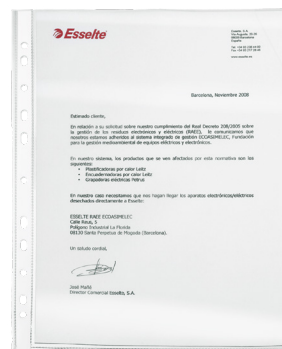 Esselte
Esselte, S.A.
Barcelona, Noviembre 2008
Estimado cliente,
En relación a su solicitud sobre nuestro cumplimiento del Real Decreto 208/2005 sobre
la gestión de los residuos electrónicos y eléctricos (RAEE), le comunicamos que
nosotros estamos adheridos al sistema integrado de gestión ECOASIMELEC, Fundación
para la gestión medioambiental de equipos eléctricos y electrónicos.
En nuestro sistema, los productos que se ven afectados por esta normativa son los
siguientes:
• Plastificadoras por calor Leitz
• Encuadernadoras por calor Leitz
• Grapadoras eléctricas Petrus
En nuestro caso necesitamos que nos hagan llegar los aparatos electrónicos/eléctricos
desechados directamente a Esselte:
ESSELTE RAEE ECOASIMELEC
Calle Reus, 5
Polígono Industrial La Florida
08130 Santa Perpetua de Mogoda (Barcelona).
Un saludo cordial,
José Mañé
Director Comercial Esselte, S.A.